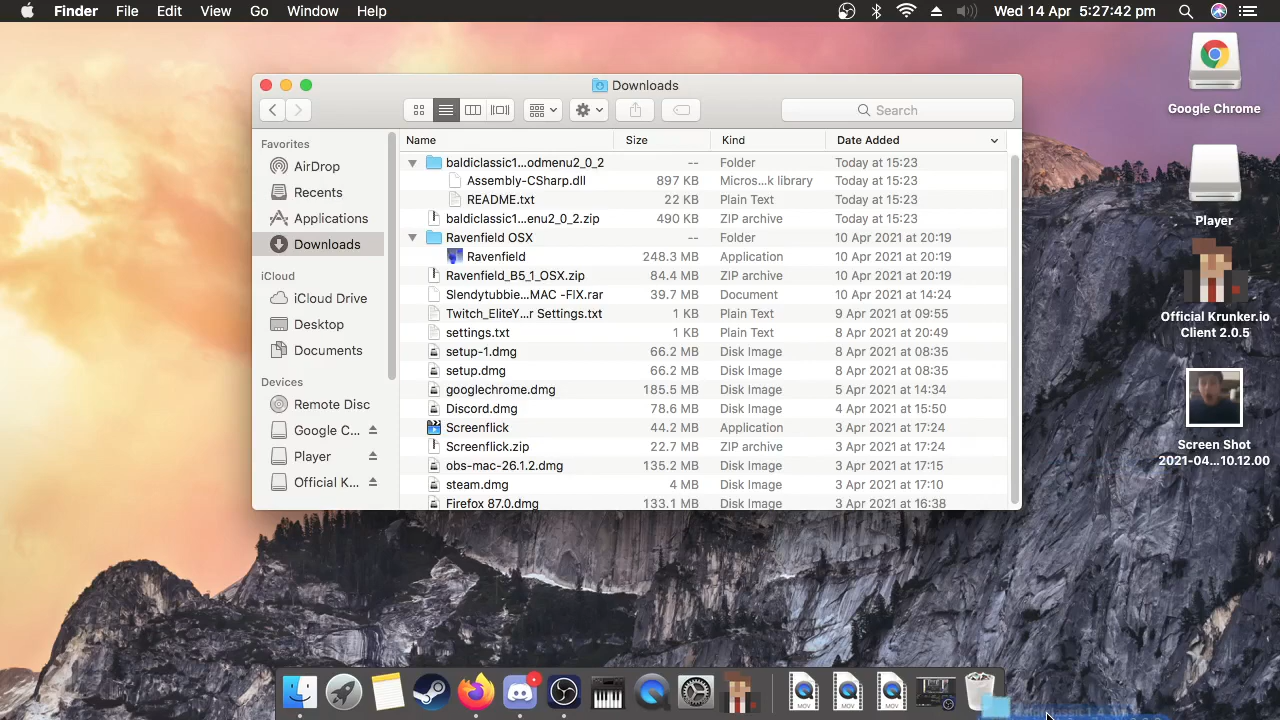 Finder File Edit View Go Window Help Wed 14 Apr 5:27:42 pm
Downloads
Search
Favorites
AirDrop
Recents
Applications
Downloads
iCloud
iCloud Drive
Desktop
Documents
Devices
Remote Disc
Google C...
Player
Official K...
Name Size Kind Date Added
baldiclassic1...odmenu2_0_2 -- Folder Today at 15:23
Assembly-CSharp.dll 897 KB Micros...k library Today at 15:23
README.txt 22 KB Plain Text Today at 15:23
baldiclassic1...enu2_0_2.zip 490 KB ZIP archive Today at 15:23
Ravenfield OSX -- Folder 10 Apr 2021 at 20:19
Ravenfield 248.3 MB Application 10 Apr 2021 at 20:19
Ravenfield_B5_1_OSX.zip 84.4 MB ZIP archive 10 Apr 2021 at 20:19
Slendytubbie...MAC -FIX.rar 39.7 MB Document 10 Apr 2021 at 14:24
Twitch_EliteY...r Settings.txt 1 KB Plain Text 9 Apr 2021 at 09:55
settings.txt 1 KB Plain Text 8 Apr 2021 at 20:49
setup-1.dmg 66.2 MB Disk Image 8 Apr 2021 at 08:35
setup.dmg 66.2 MB Disk Image 8 Apr 2021 at 08:35
googlechrome.dmg 185.5 MB Disk Image 5 Apr 2021 at 14:34
Discord.dmg 78.6 MB Disk Image 4 Apr 2021 at 15:50
Screenflick 44.2 MB Application 3 Apr 2021 at 17:24
Screenflick.zip 22.7 MB ZIP archive 3 Apr 2021 at 17:24
obs-mac-26.1.2.dmg 135.2 MB Disk Image 3 Apr 2021 at 17:15
steam.dmg 4 MB Disk Image 3 Apr 2021 at 17:10
Firefox 87.0.dmg 133.1 MB Disk Image 3 Apr 2021 at 16:38
Google Chrome
Player
Official Krunker.io
Client 2.0.5
Screen Shot
2021-04...10.12.00
MOV MOV MOV